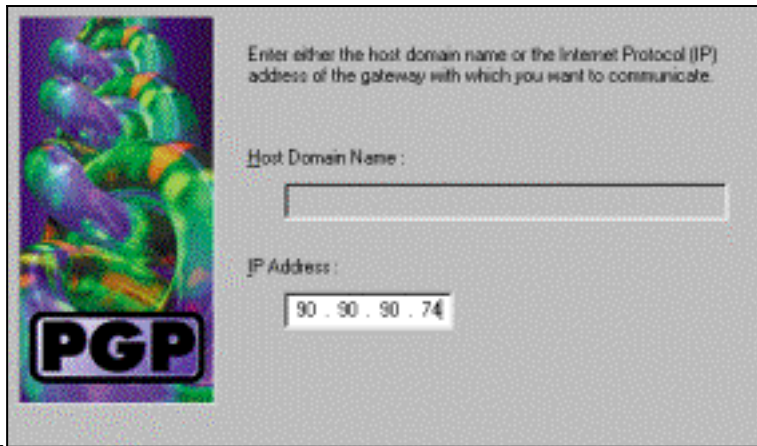 Enter either the host domain name or the Internet Protocol (IP)
address of the gateway with which you want to communicate.
Host Domain Name :
IP Address :
90 . 90 . 90 . 74
PGP